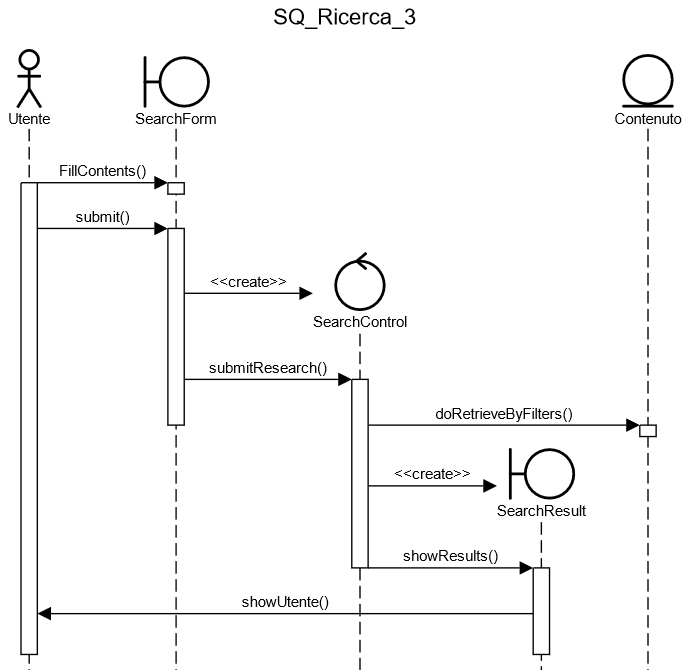 SQ_Ricerca_3
Utente
SearchForm
Contenuto
FillContents()
submit()
<<create>>
SearchControl
submitResearch()
doRetrieveByFilters()
<<create>>
SearchResult
showResults()
showUtente()